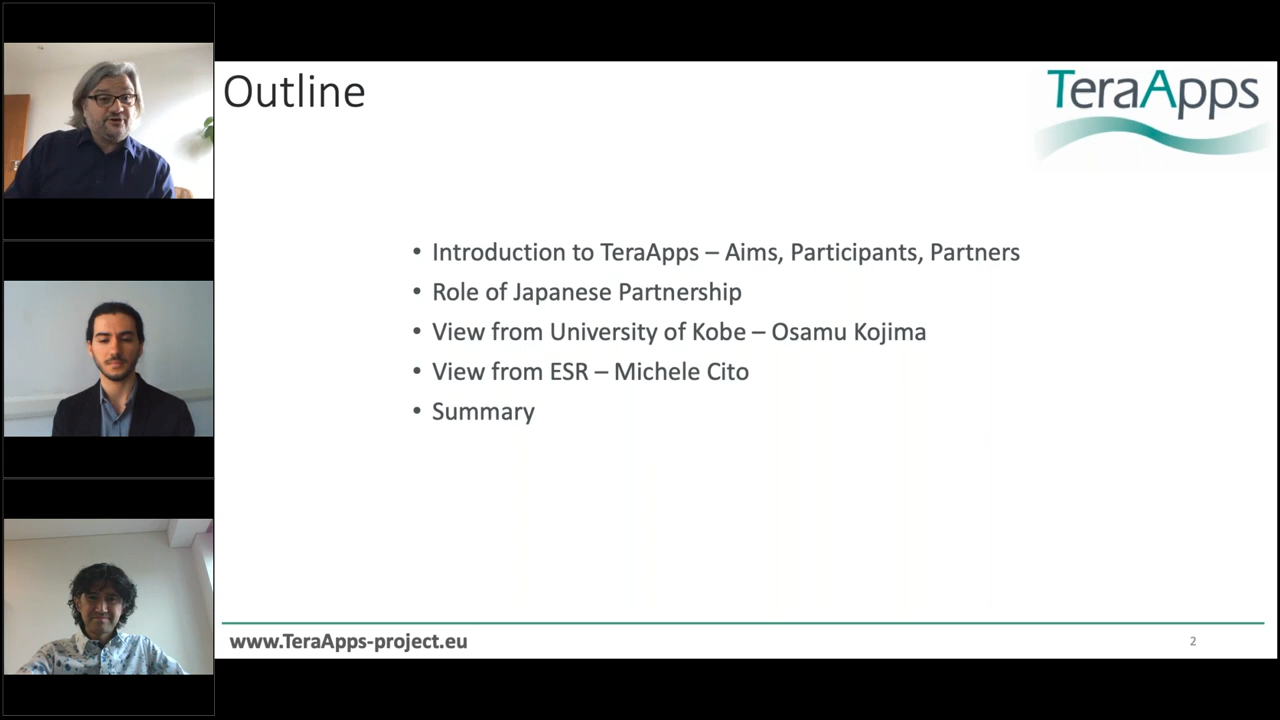 Outline
TeraApps
• Introduction to TeraApps – Aims, Participants, Partners
• Role of Japanese Partnership
• View from University of Kobe – Osamu Kojima
• View from ESR – Michele Cito
• Summary
www.TeraApps-project.eu
2